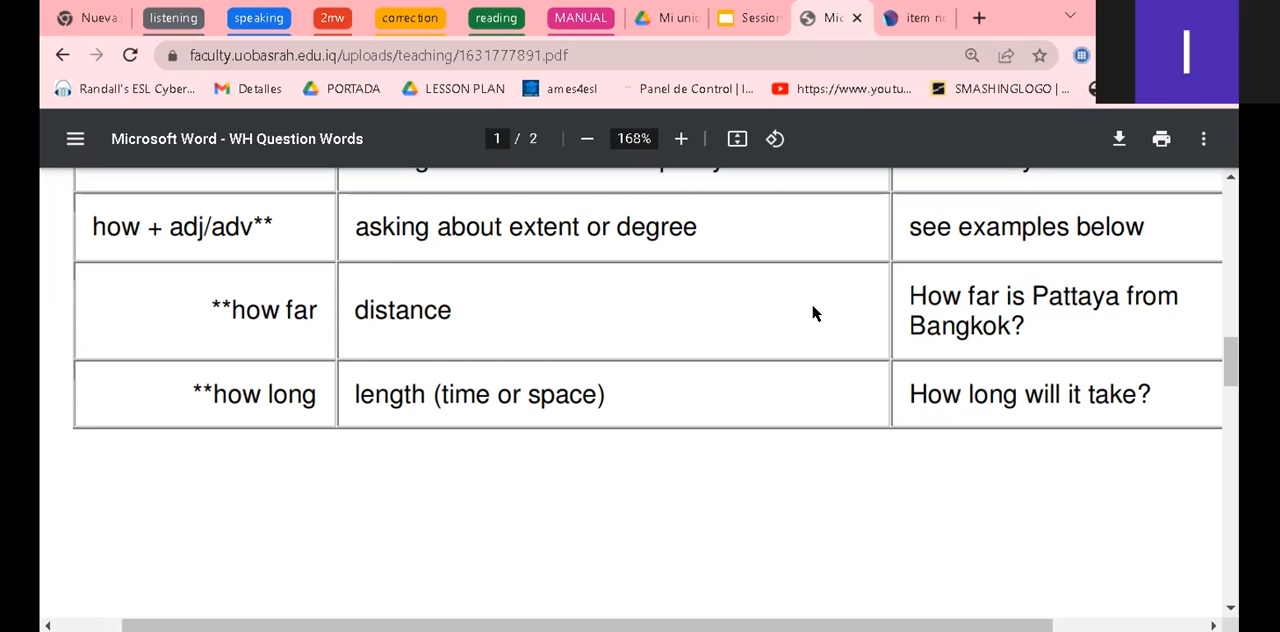 Nueva
listening
speaking
2mw
correction
reading
MANUAL
Mi unic
Session
Mic
item no
faculty.uobasrah.edu.iq/uploads/teaching/1631777891.pdf
Randall's ESL Cyber...
Detalles
PORTADA
LESSON PLAN
ames4esl
Panel de Control | I...
https://www.youtu...
SMASHINGLOGO | ...
Microsoft Word - WH Question Words
1 / 2
168%
how + adj/adv**
asking about extent or degree
see examples below
**how far
distance
How far is Pattaya from
Bangkok?
**how long
length (time or space)
How long will it take?